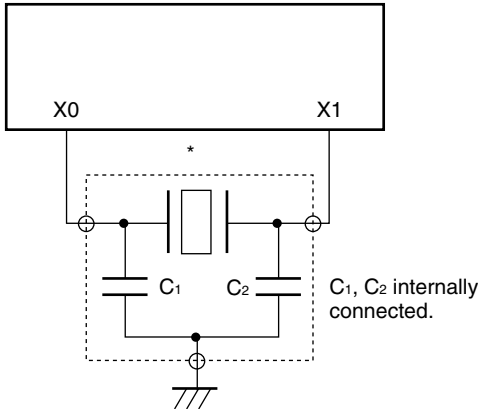 X0 X1
*
C₁ C₂ C₁, C₂ internally
connected.